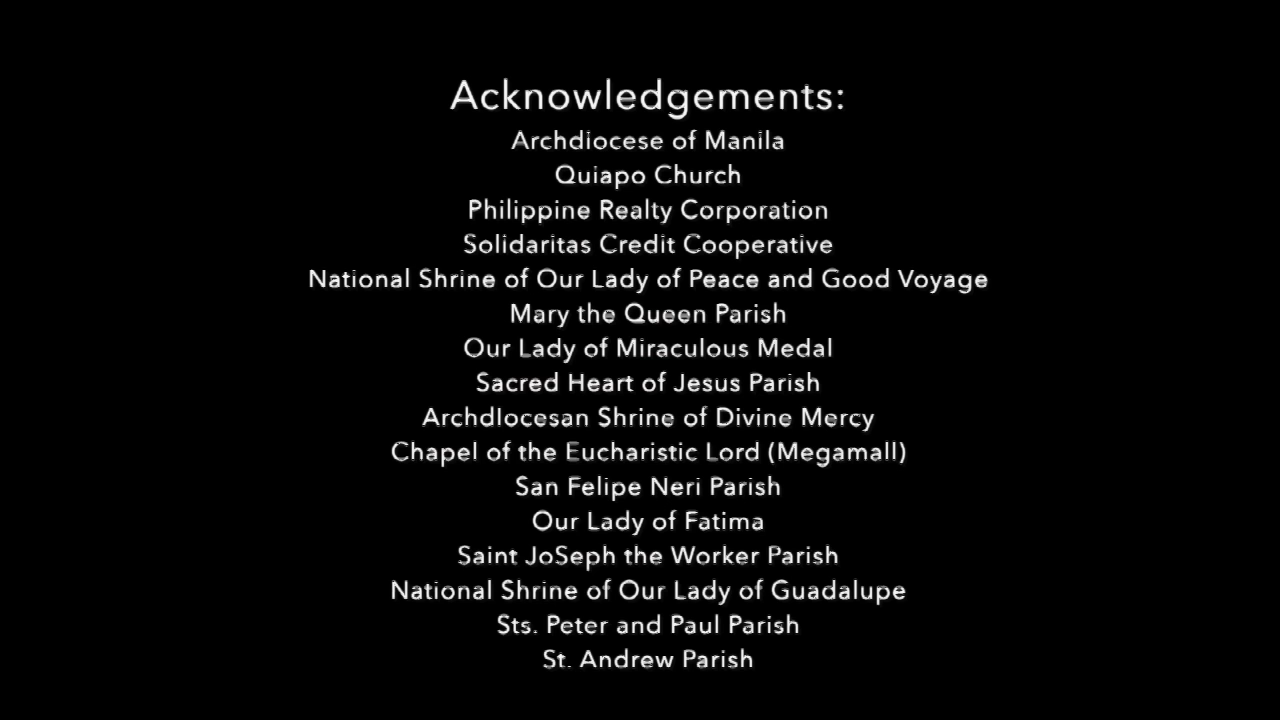 Acknowledgements:
Archdiocese of Manila
Quiapo Church
Philippine Realty Corporation
Solidaritas Credit Cooperative
National Shrine of Our Lady of Peace and Good Voyage
Mary the Queen Parish
Our Lady of Miraculous Medal
Sacred Heart of Jesus Parish
ArchdIocesan Shrine of Divine Mercy
Chapel of the Eucharistic Lord (Megamall)
San Felipe Neri Parish
Our Lady of Fatima
Saint JoSeph the Worker Parish
National Shrine of Our Lady of Guadalupe
Sts. Peter and Paul Parish
St. Andrew Parish